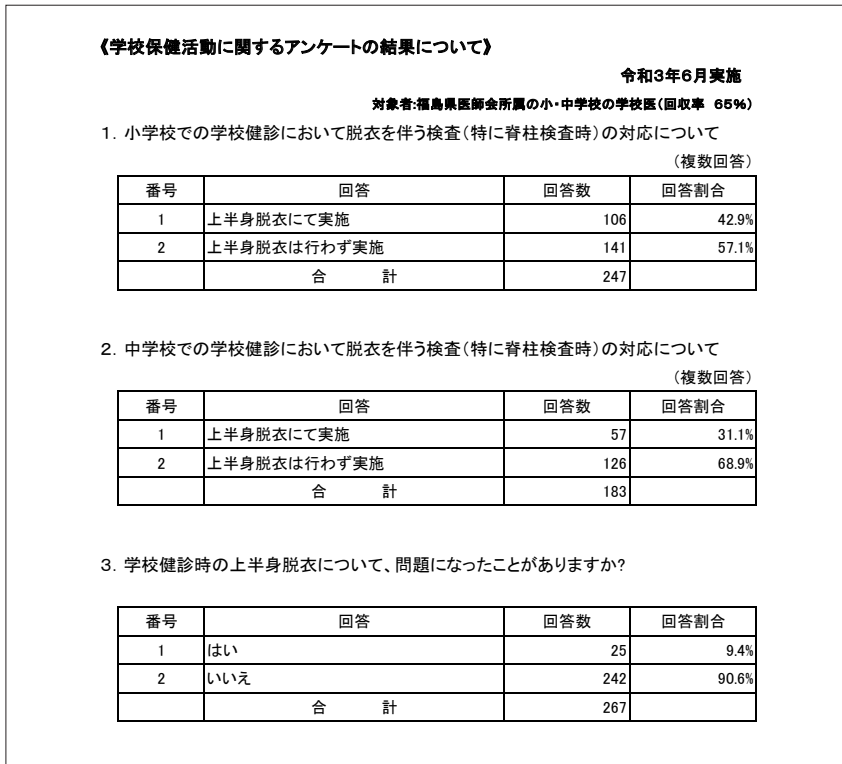 《学校保健活動に関するアンケートの結果について》
令和3年6月実施
対象者:福島県医師会所属の小・中学校の学校医(回収率 65%)
1. 小学校での学校健診において脱衣を伴う検査(特に脊柱検査時)の対応について
(複数回答)
番号 回答 回答数 回答割合
1 上半身脱衣にて実施 106 42.9%
2 上半身脱衣は行わず実施 141 57.1%
合 計 247
2. 中学校での学校健診において脱衣を伴う検査(特に脊柱検査時)の対応について
(複数回答)
番号 回答 回答数 回答割合
1 上半身脱衣にて実施 57 31.1%
2 上半身脱衣は行わず実施 126 68.9%
合 計 183
3. 学校健診時の上半身脱衣について、問題になったことがありますか?
番号 回答 回答数 回答割合
1 はい 25 9.4%
2 いいえ 242 90.6%
合 計 267